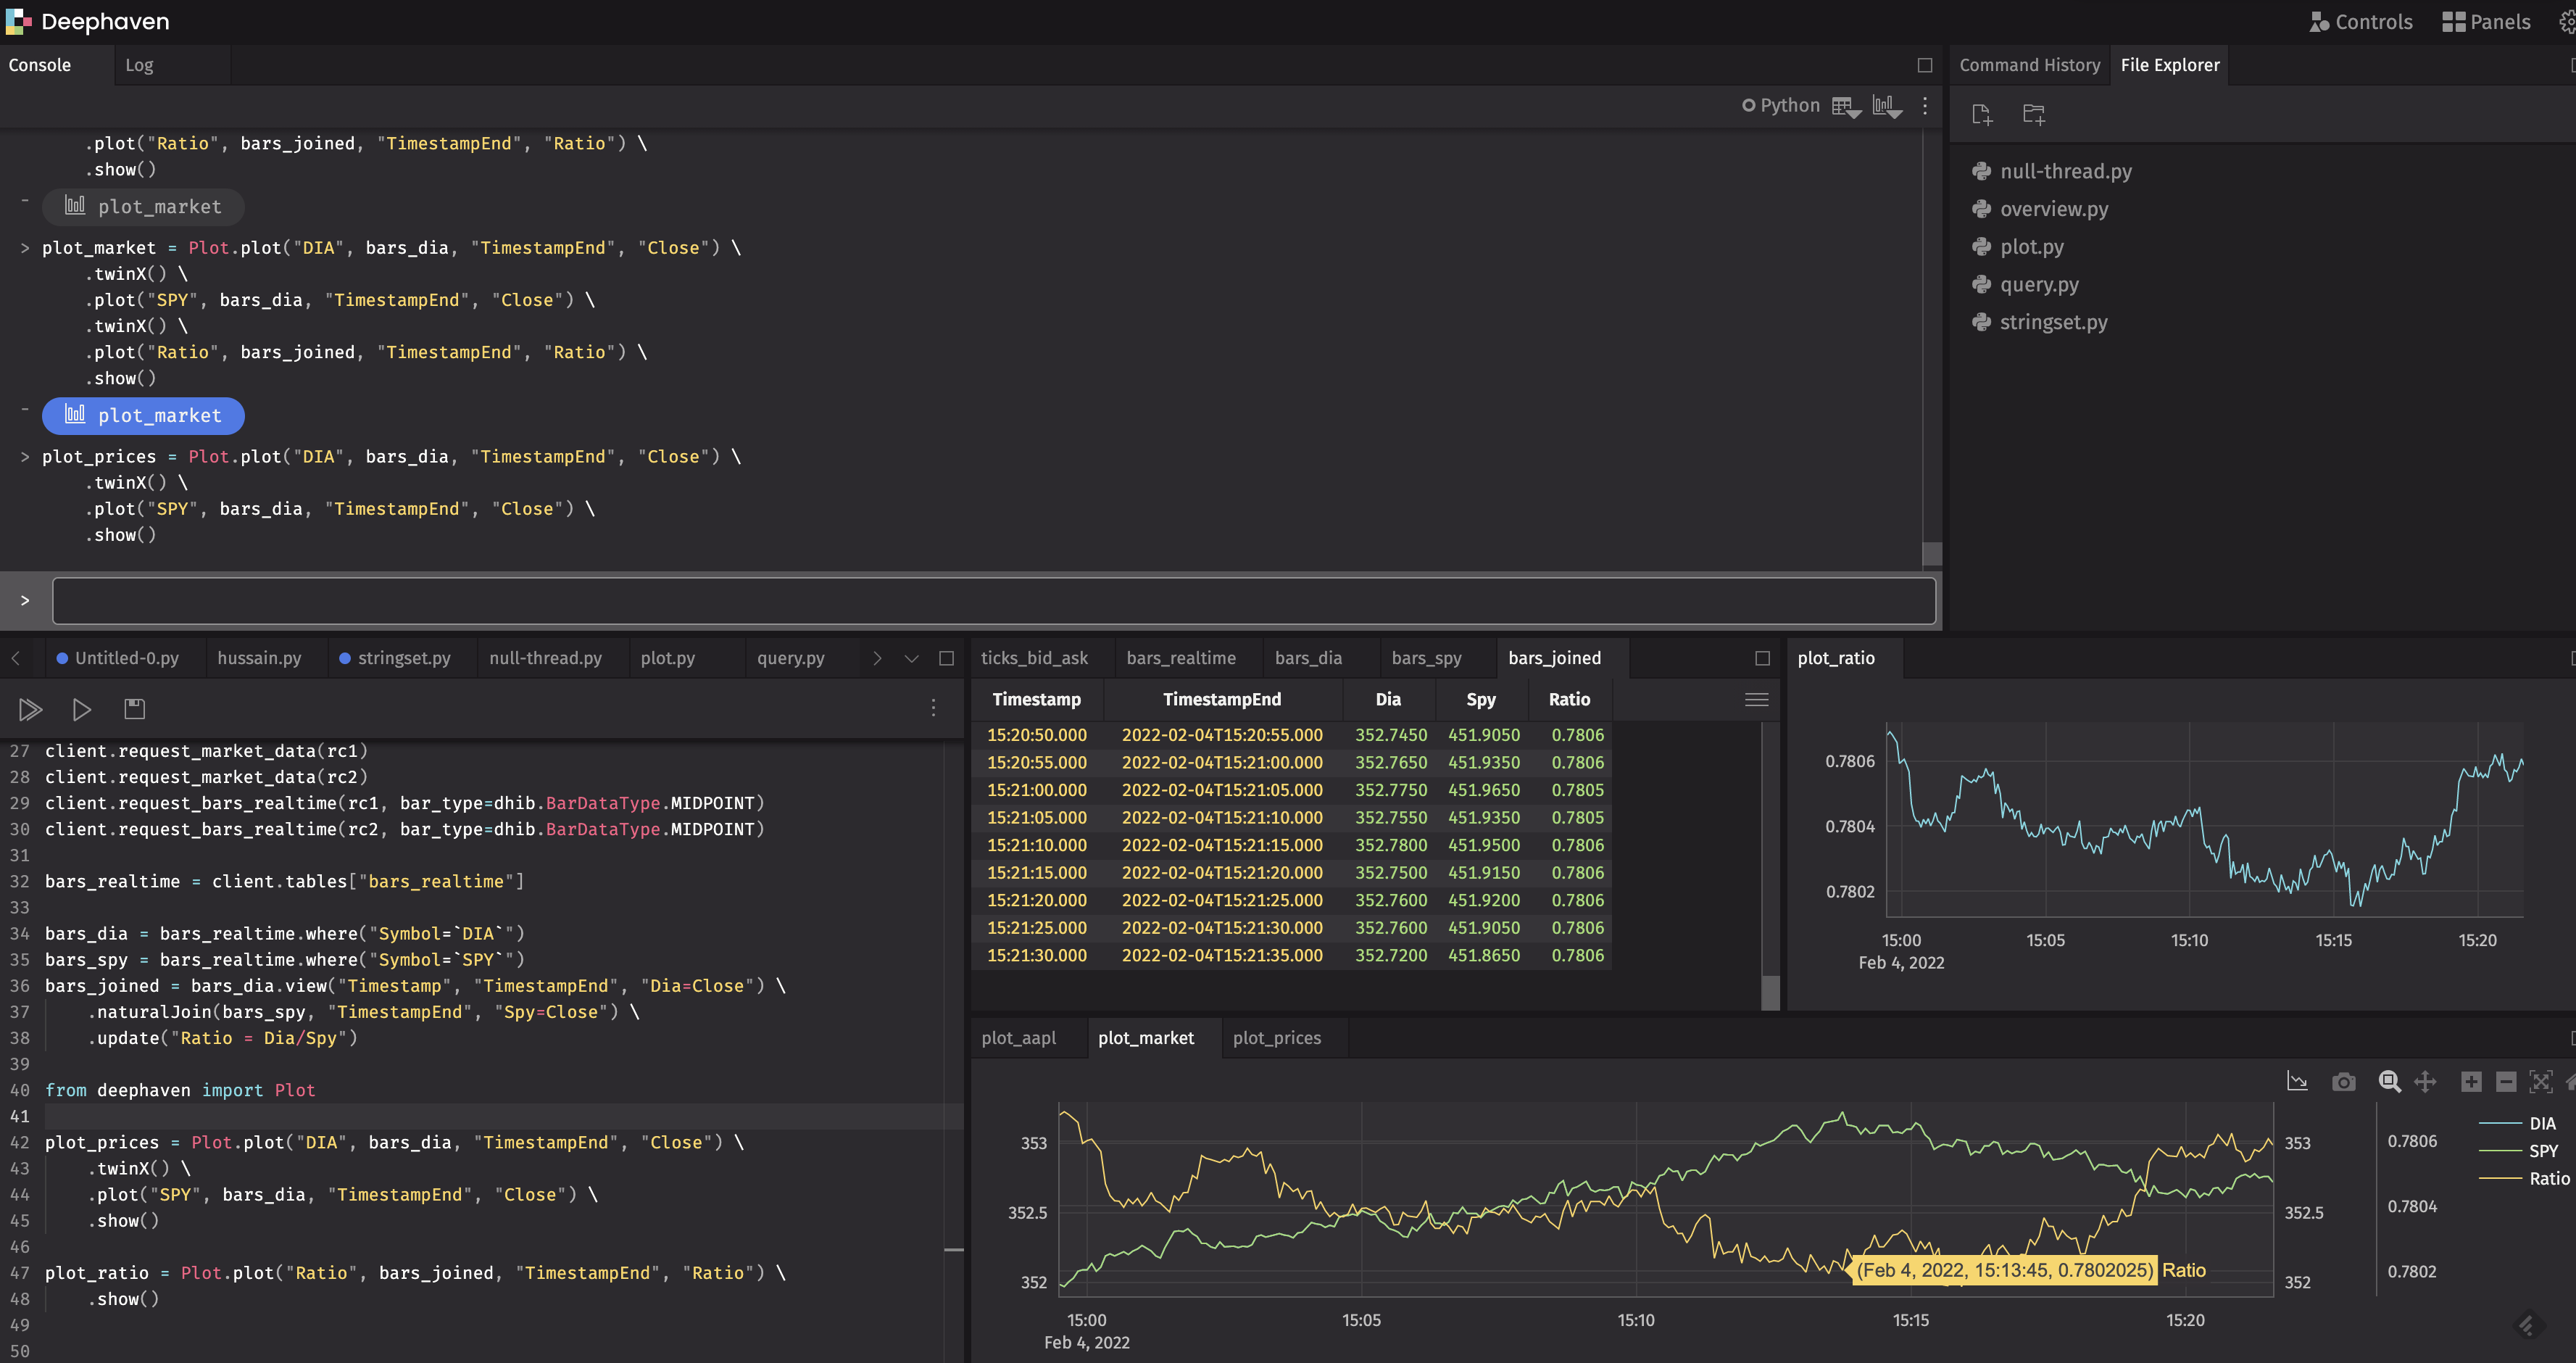 Deephaven
Controls
Panels
Console
Log
Python
.plot("Ratio", bars_joined, "TimestampEnd", "Ratio") \
.show()
- plot_market
> plot_market = Plot.plot("DIA", bars_dia, "TimestampEnd", "Close") \
.twinX() \
.plot("SPY", bars_dia, "TimestampEnd", "Close") \
.twinX() \
.plot("Ratio", bars_joined, "TimestampEnd", "Ratio") \
.show()
- plot_market
> plot_prices = Plot.plot("DIA", bars_dia, "TimestampEnd", "Close") \
.twinX() \
.plot("SPY", bars_dia, "TimestampEnd", "Close") \
.show()
>
Command History
File Explorer
null-thread.py
overview.py
plot.py
query.py
stringset.py
Untitled-0.py
hussain.py
stringset.py
null-thread.py
plot.py
query.py
27 client.request_market_data(rc1)
28 client.request_market_data(rc2)
29 client.request_bars_realtime(rc1, bar_type=dhib.BarDataType.MIDPOINT)
30 client.request_bars_realtime(rc2, bar_type=dhib.BarDataType.MIDPOINT)
31
32 bars_realtime = client.tables["bars_realtime"]
33
34 bars_dia = bars_realtime.where("Symbol=`DIA`")
35 bars_spy = bars_realtime.where("Symbol=`SPY`")
36 bars_joined = bars_dia.view("Timestamp", "TimestampEnd", "Dia=Close") \
37 .naturalJoin(bars_spy, "TimestampEnd", "Spy=Close") \
38 .update("Ratio = Dia/Spy")
39
40 from deephaven import Plot
41
42 plot_prices = Plot.plot("DIA", bars_dia, "TimestampEnd", "Close") \
43 .twinX() \
44 .plot("SPY", bars_dia, "TimestampEnd", "Close") \
45 .show()
46
47 plot_ratio = Plot.plot("Ratio", bars_joined, "TimestampEnd", "Ratio") \
48 .show()
49
50
ticks_bid_ask
bars_realtime
bars_dia
bars_spy
bars_joined
Timestamp TimestampEnd Dia Spy Ratio
15:20:50.000 2022-02-04T15:20:55.000 352.7450 451.9050 0.7806
15:20:55.000 2022-02-04T15:21:00.000 352.7650 451.9350 0.7806
15:21:00.000 2022-02-04T15:21:05.000 352.7750 451.9650 0.7805
15:21:05.000 2022-02-04T15:21:10.000 352.7550 451.9350 0.7805
15:21:10.000 2022-02-04T15:21:15.000 352.7800 451.9500 0.7806
15:21:15.000 2022-02-04T15:21:20.000 352.7500 451.9150 0.7806
15:21:20.000 2022-02-04T15:21:25.000 352.7600 451.9200 0.7806
15:21:25.000 2022-02-04T15:21:30.000 352.7600 451.9050 0.7806
15:21:30.000 2022-02-04T15:21:35.000 352.7200 451.8650 0.7806
plot_ratio
0.7806
0.7804
0.7802
15:00 15:05 15:10 15:15 15:20
Feb 4, 2022
plot_aapl
plot_market
plot_prices
353
352.5
352
15:00 15:05 15:10 15:15 15:20
Feb 4, 2022
(Feb 4, 2022, 15:13:45, 0.7802025) Ratio
353
352.5
352
0.7806
0.7804
0.7802
DIA
SPY
Ratio